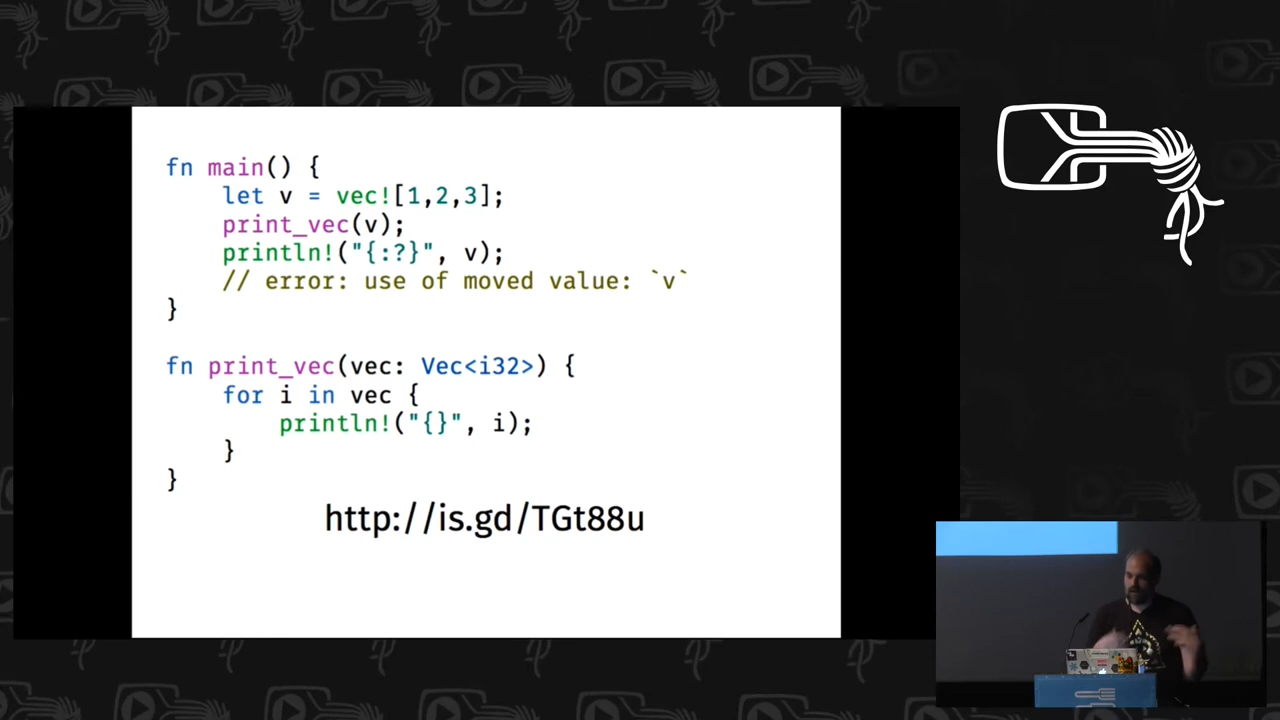 fn main() {
    let v = vec![1,2,3];
    print_vec(v);
    println!("{:?}", v);
    // error: use of moved value: `v`
}
fn print_vec(vec: Vec<i32>) {
    for i in vec {
        println!("{}", i);
    }
}
http://is.gd/TGt88u